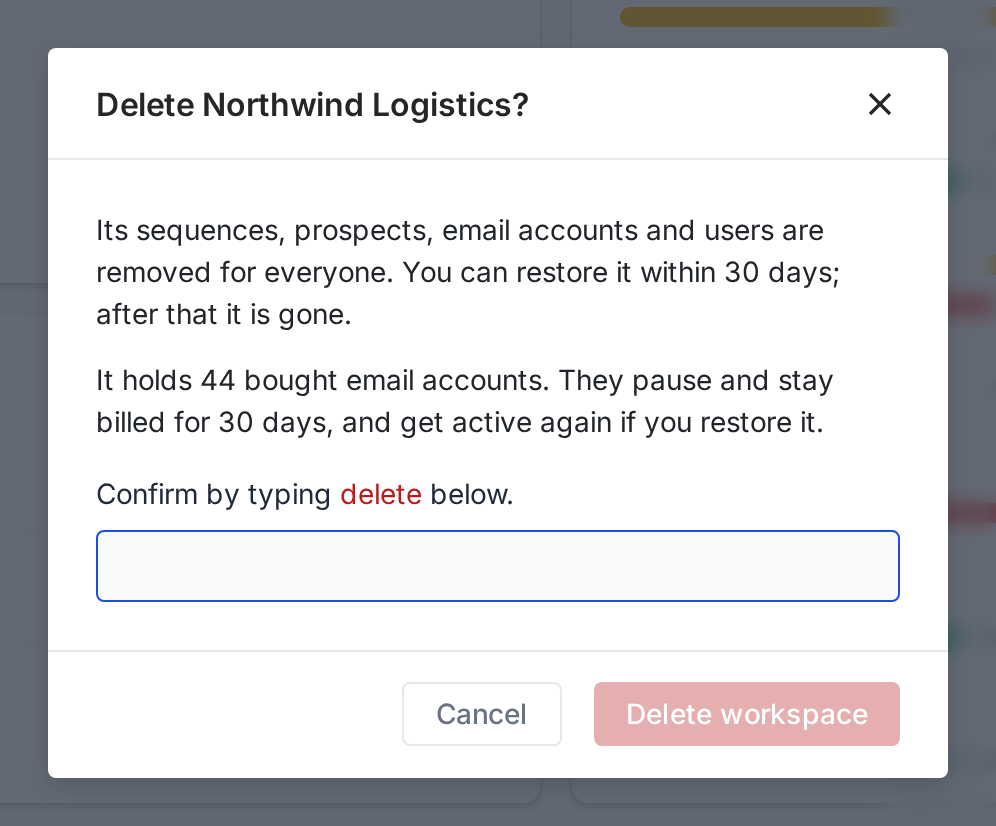 Delete Northwind Logistics?
Its sequences, prospects, email accounts and users are
removed for everyone. You can restore it within 30 days;
after that it is gone.
It holds 44 bought email accounts. They pause and stay
billed for 30 days, and get active again if you restore it.
Confirm by typing delete below.
Cancel
Delete workspace